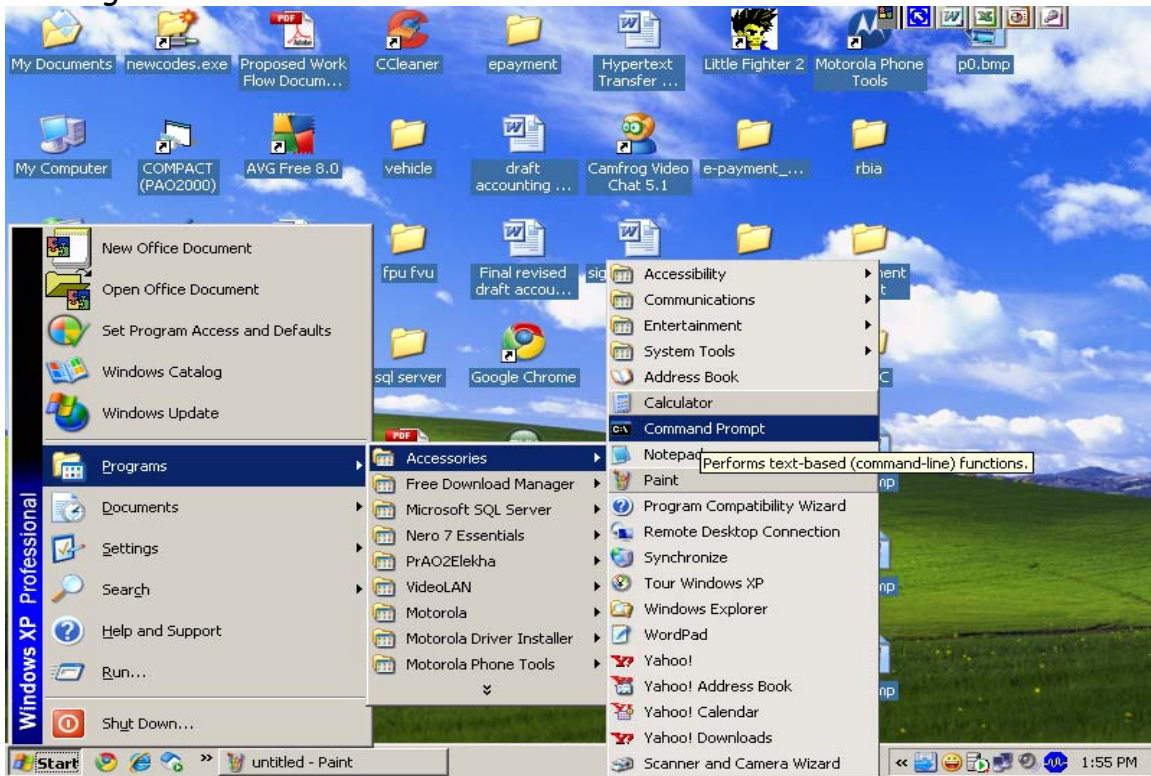 My Documents
newcodes.exe
Proposed Work
Flow Docum...
CCleaner
epayment
Hypertext
Transfer ...
Little Fighter 2
Motorola Phone
Tools
p0.bmp
My Computer
COMPACT
(PAO2000)
AVG Free 8.0
vehicle
draft
accounting ...
Camfrog Video
Chat 5.1
e-payment_...
rbia
fpu fvu
Final revised
draft accou...
sql server
Google Chrome
New Office Document
Open Office Document
Set Program Access and Defaults
Windows Catalog
Windows Update
Programs
Documents
Settings
Search
Help and Support
Run...
Shut Down...
Windows XP Professional
Accessories
Free Download Manager
Microsoft SQL Server
Nero 7 Essentials
PrAO2Elekha
VideoLAN
Motorola
Motorola Driver Installer
Motorola Phone Tools
Accessibility
Communications
Entertainment
System Tools
Address Book
Calculator
Command Prompt
Notepad
Performs text-based (command-line) functions.
Paint
Program Compatibility Wizard
Remote Desktop Connection
Synchronize
Tour Windows XP
Windows Explorer
WordPad
Yahoo!
Yahoo! Address Book
Yahoo! Calendar
Yahoo! Downloads
Scanner and Camera Wizard
Start
untitled - Paint
1:55 PM